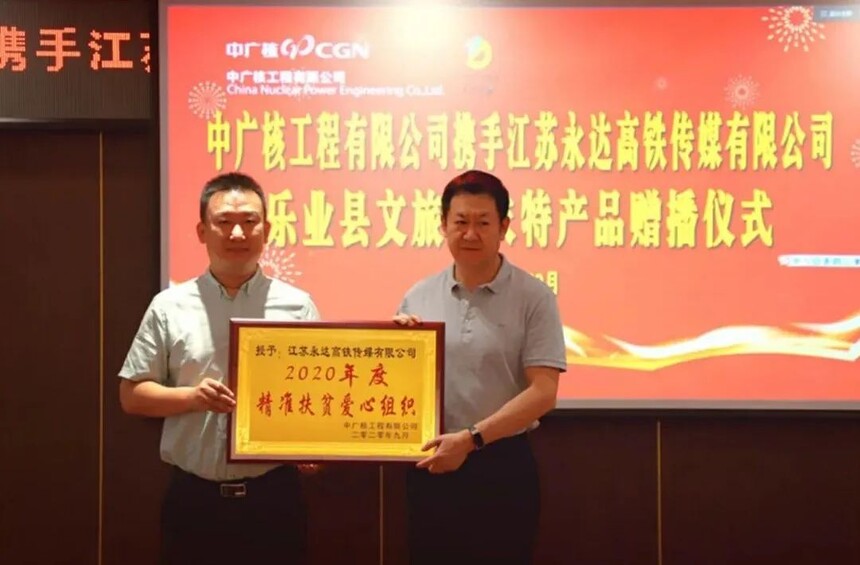 携手江苏
中广核 CGN
中广核工程有限公司
China Nuclear Power Engineering Co.,Ltd.
中广核工程有限公司携手江苏永达高铁传媒有限公司
乐业县文旅 特产品赠播仪式
月
授予：江苏永达高铁传媒有限公司
2020年度
精准扶贫爱心组织
中广核工程有限公司
二零二零年九月